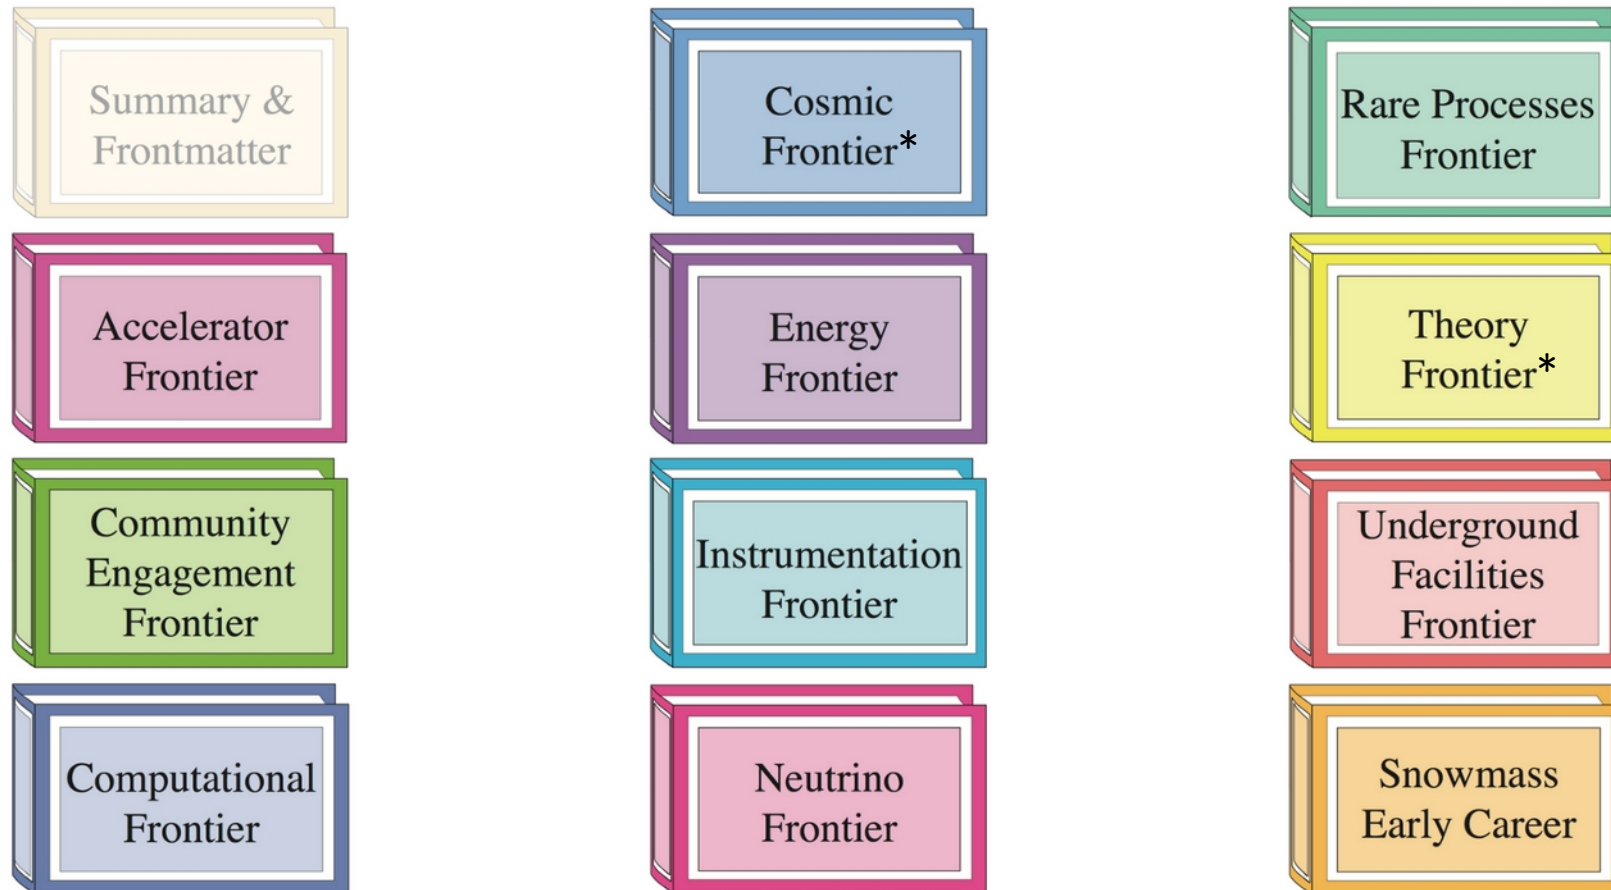 Summary &
Frontmatter
Cosmic
Frontier*
Rare Processes
Frontier
Accelerator
Frontier
Energy
Frontier
Theory
Frontier*
Community
Engagement
Frontier
Instrumentation
Frontier
Underground
Facilities
Frontier
Computational
Frontier
Neutrino
Frontier
Snowmass
Early Career